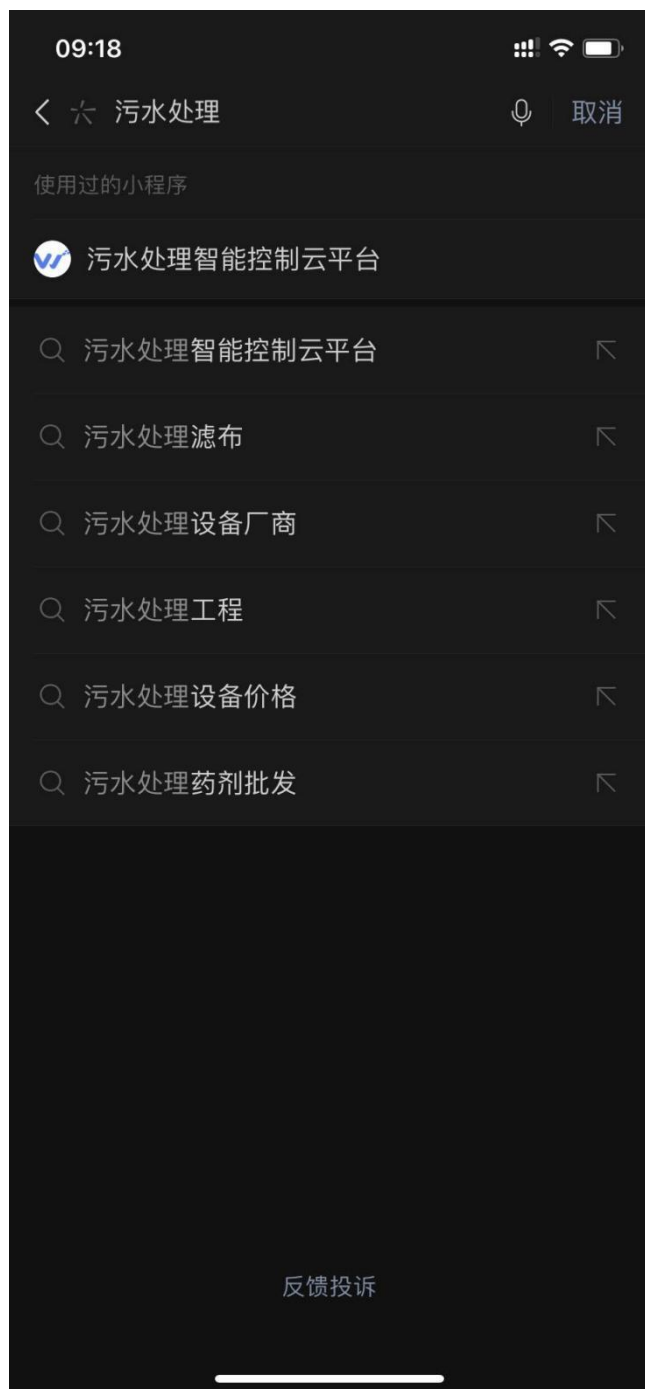 09:18
污水处理
取消
使用过的小程序
污水处理智能控制云平台
污水处理智能控制云平台
污水处理滤布
污水处理设备厂商
污水处理工程
污水处理设备价格
污水处理药剂批发
反馈投诉